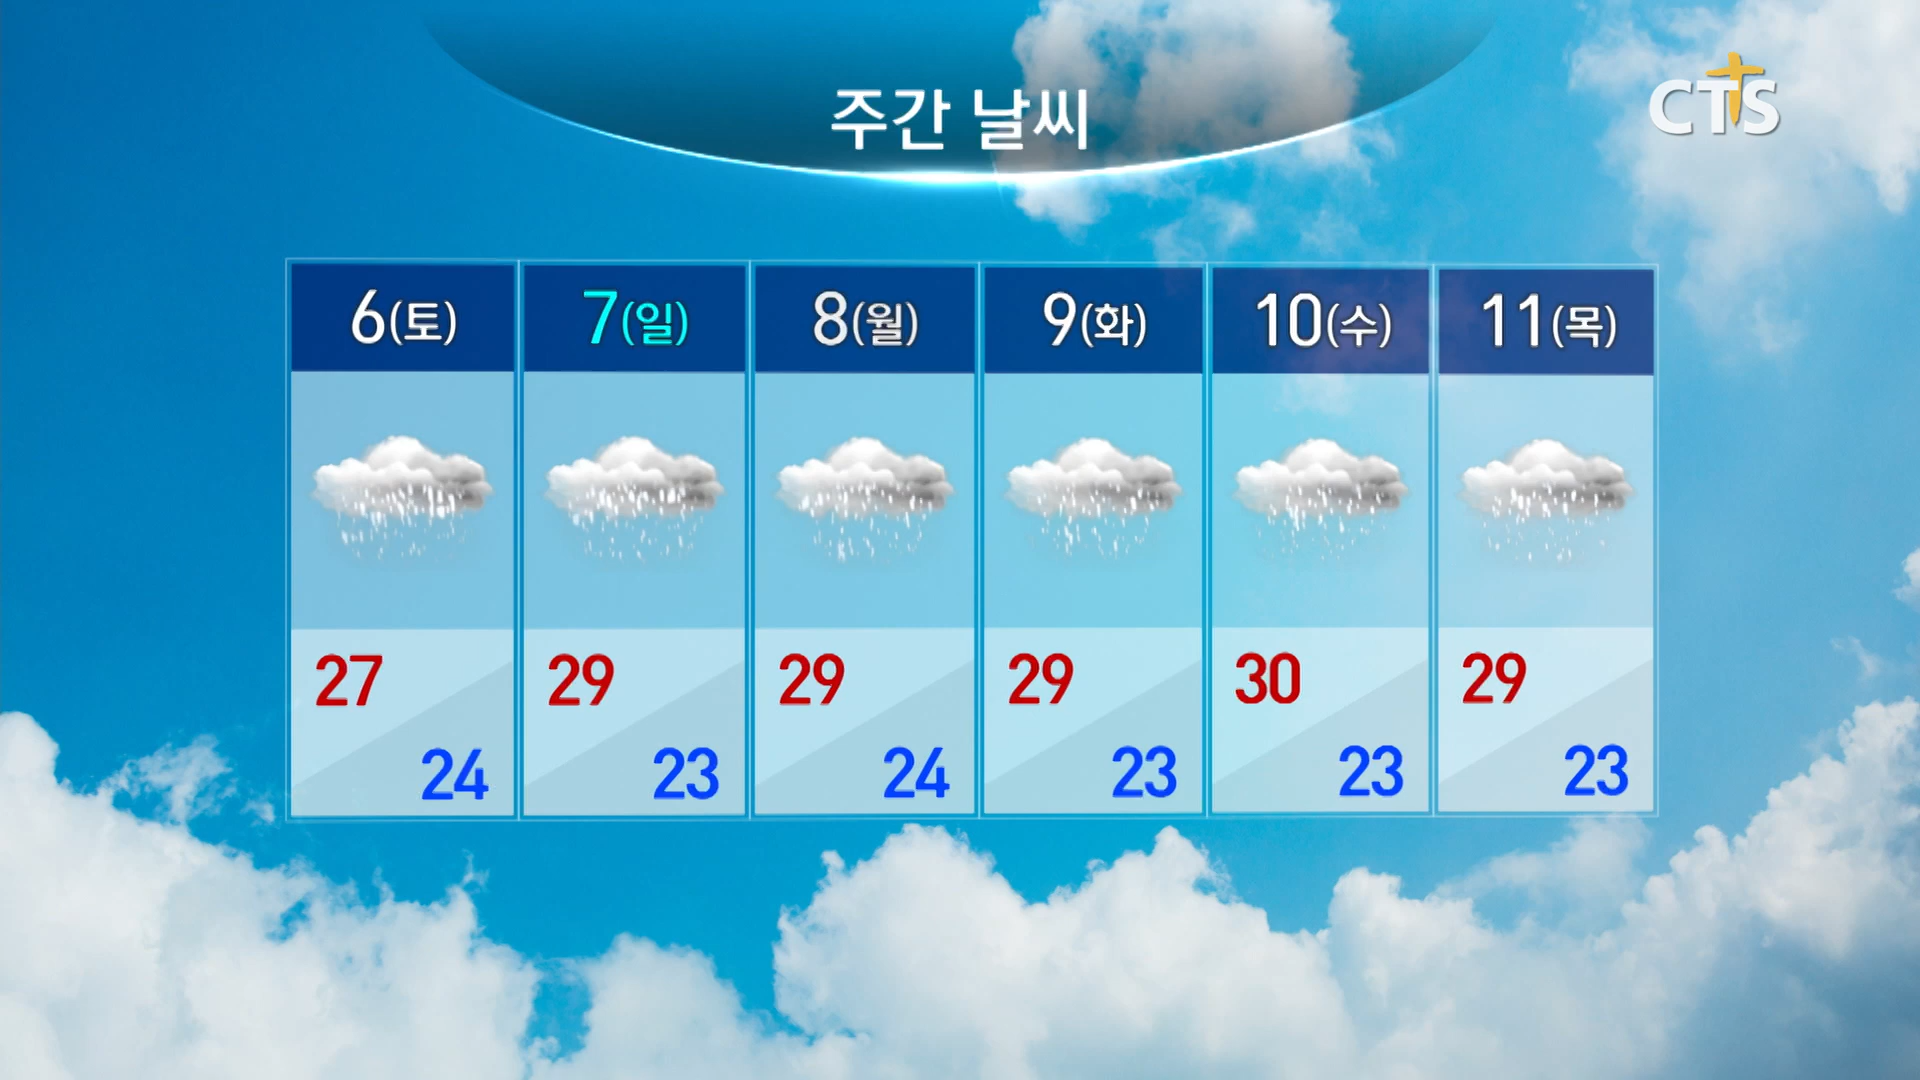 주간 날씨
CTS
6(토) 7(일) 8(월) 9(화) 10(수) 11(목)
27 29 29 29 30 29
24 23 24 23 23 23